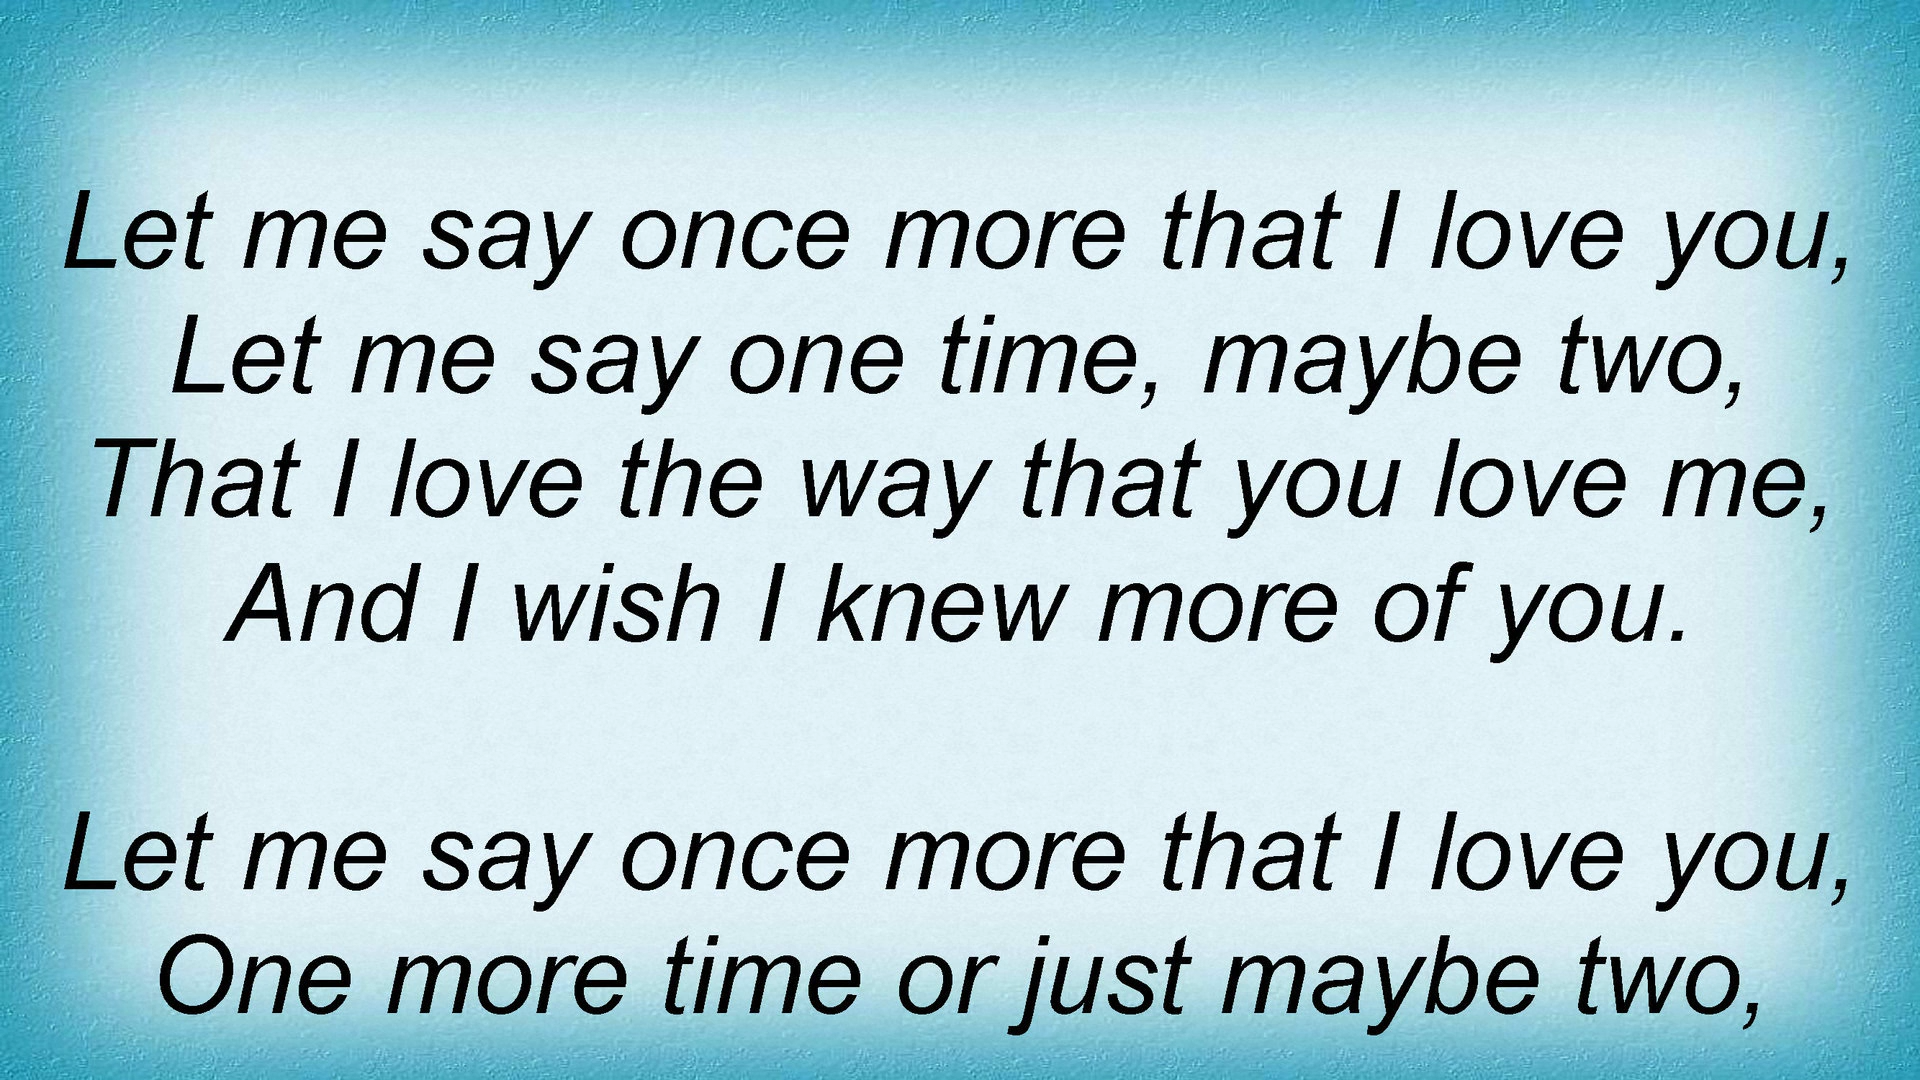 Let me say once more that I love you,
Let me say one time, maybe two,
That I love the way that you love me,
And I wish I knew more of you.
Let me say once more that I love you,
One more time or just maybe two,